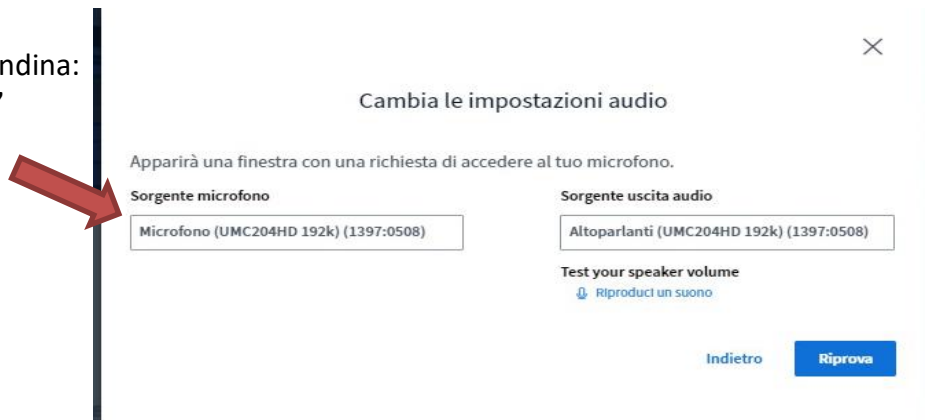 ndina:
Cambia le impostazioni audio
Apparirà una finestra con una richiesta di accedere al tuo microfono.
Sorgente microfono
Microfono (UMC204HD 192k) (1397:0508)
Sorgente uscita audio
Altoparlanti (UMC204HD 192k) (1397:0508)
Test your speaker volume
Riproduci un suono
Indietro
Riprova